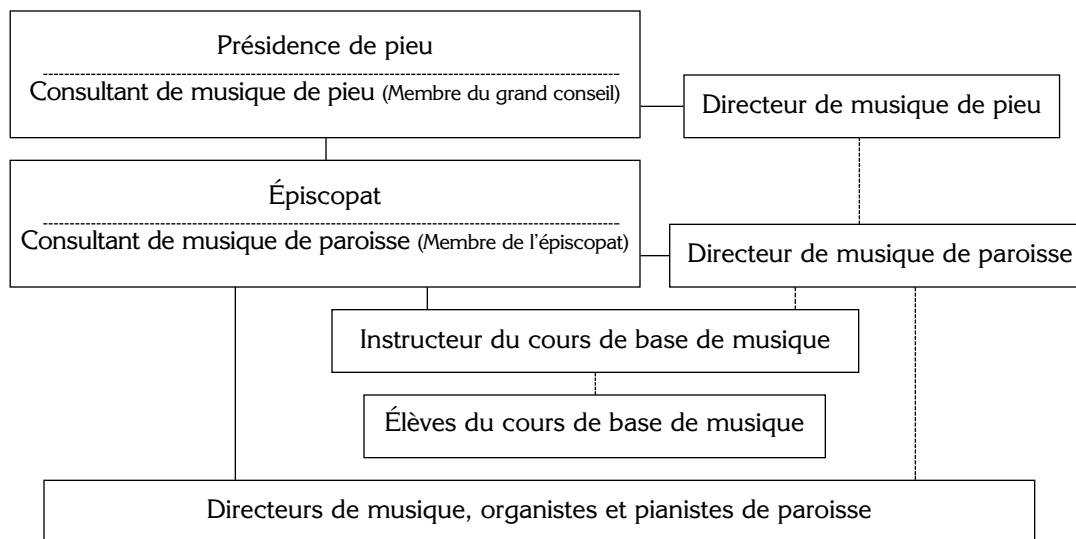 Présidence de pieu
Consultant de musique de pieu (Membre du grand conseil)
Directeur de musique de pieu
Épiscopat
Consultant de musique de paroisse (Membre de l'épiscopat)
Directeur de musique de paroisse
Instructeur du cours de base de musique
Élèves du cours de base de musique
Directeurs de musique, organistes et pianistes de paroisse